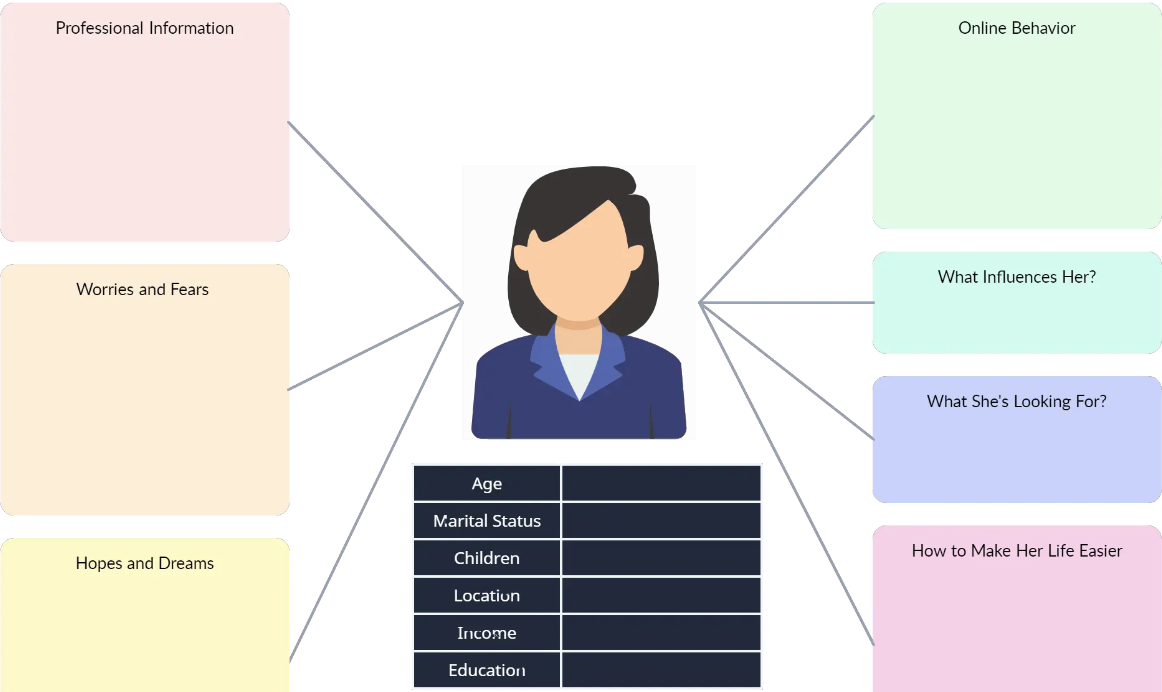 Professional Information
Worries and Fears
Hopes and Dreams
Age
Marital Status
Children
Location
Income
Education
Online Behavior
What Influences Her?
What She's Looking For?
How to Make Her Life Easier